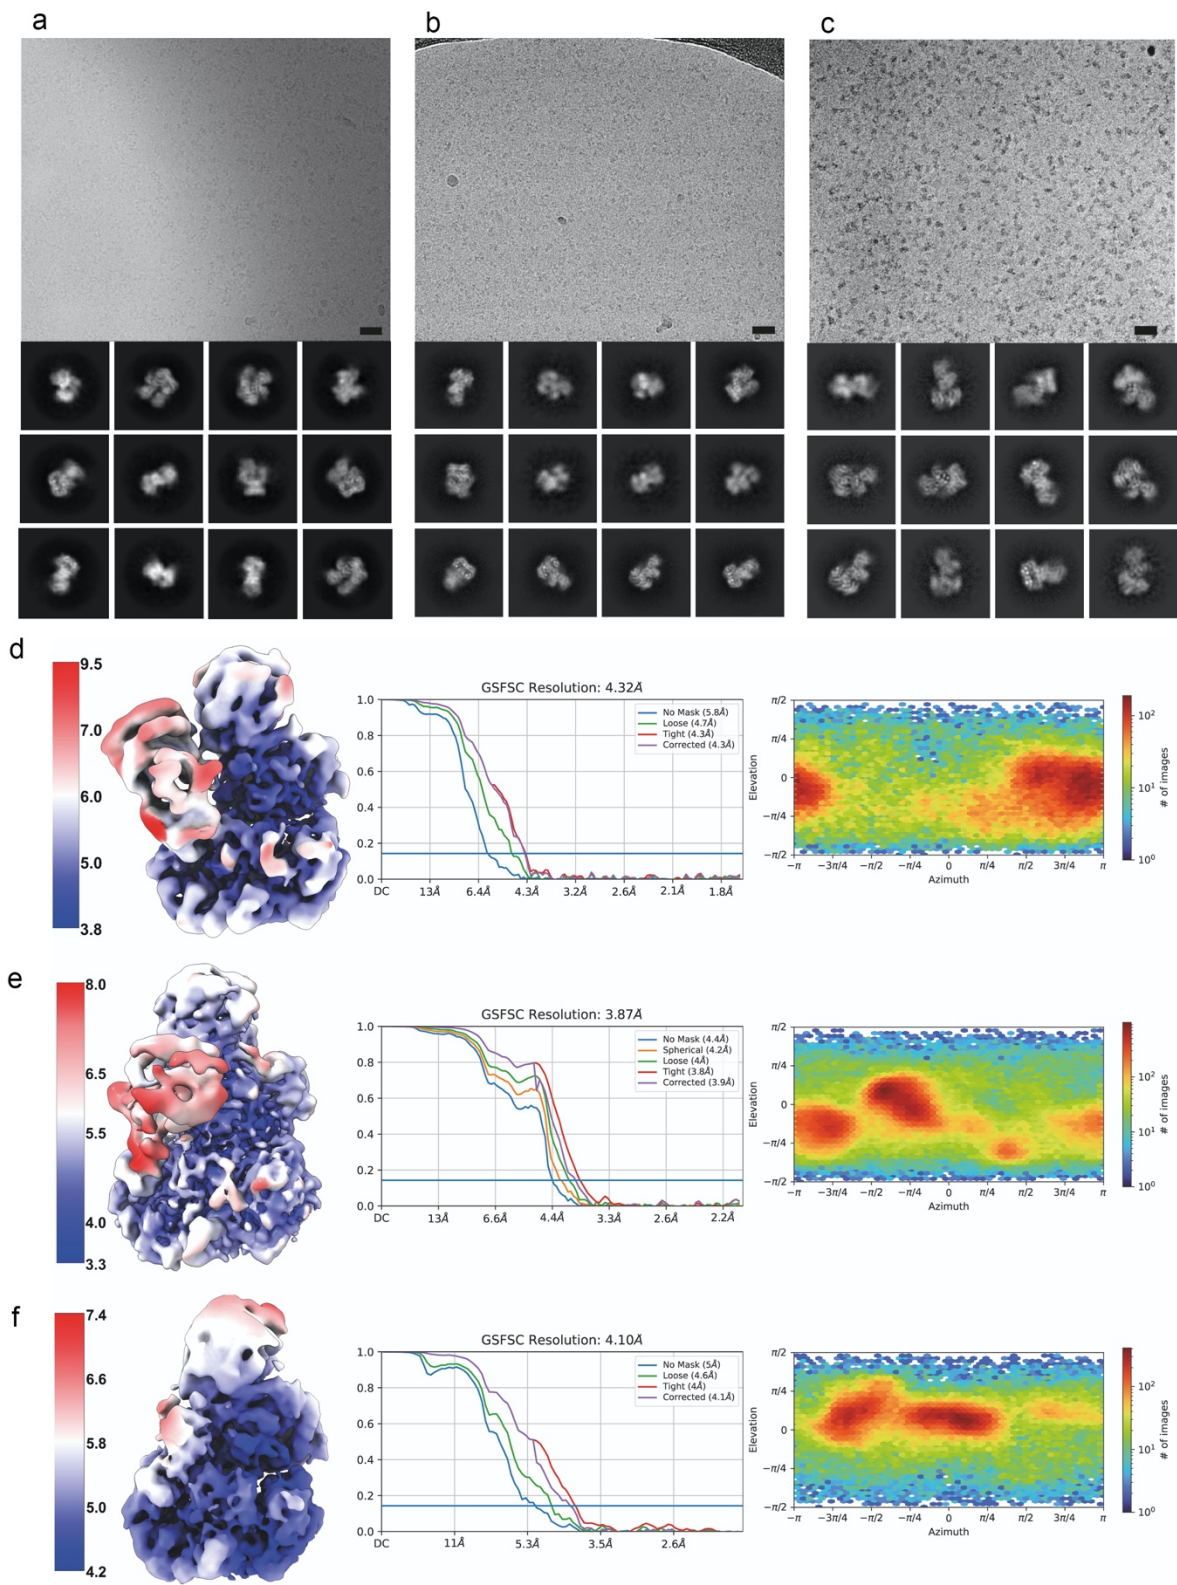 a
b
c
d
9.5
7.0
6.0
5.0
3.8
GSFSC Resolution: 4.32Å
1.0
0.8
0.6
0.4
0.2
0.0
No Mask (5.8Å)
Loose (4.7Å)
Tight (4.3Å)
Corrected (4.3Å)
DC 13Å 6.4Å 4.3Å 3.2Å 2.6Å 2.1Å 1.8Å
π/2
π/4
0
−π/4
−π/2
Elevation
−π −3π/4 −π/2 −π/4 0 π/4 π/2 3π/4 π
Azimuth
10²
10¹
10⁰
# of images
e
8.0
6.5
5.5
4.0
3.3
GSFSC Resolution: 3.87Å
1.0
0.8
0.6
0.4
0.2
0.0
No Mask (4.4Å)
Spherical (4.2Å)
Loose (4Å)
Tight (3.8Å)
Corrected (3.9Å)
DC 13Å 6.6Å 4.4Å 3.3Å 2.6Å 2.2Å
π/2
π/4
0
−π/4
−π/2
Elevation
−π −3π/4 −π/2 −π/4 0 π/4 π/2 3π/4 π
Azimuth
10²
10¹
10⁰
# of images
f
7.4
6.6
5.8
5.0
4.2
GSFSC Resolution: 4.10Å
1.0
0.8
0.6
0.4
0.2
0.0
No Mask (5Å)
Loose (4.6Å)
Tight (4Å)
Corrected (4.1Å)
DC 11Å 5.3Å 3.5Å 2.6Å
π/2
π/4
0
−π/4
−π/2
Elevation
−π −3π/4 −π/2 −π/4 0 π/4 π/2 3π/4 π
Azimuth
10²
10¹
10⁰
# of images